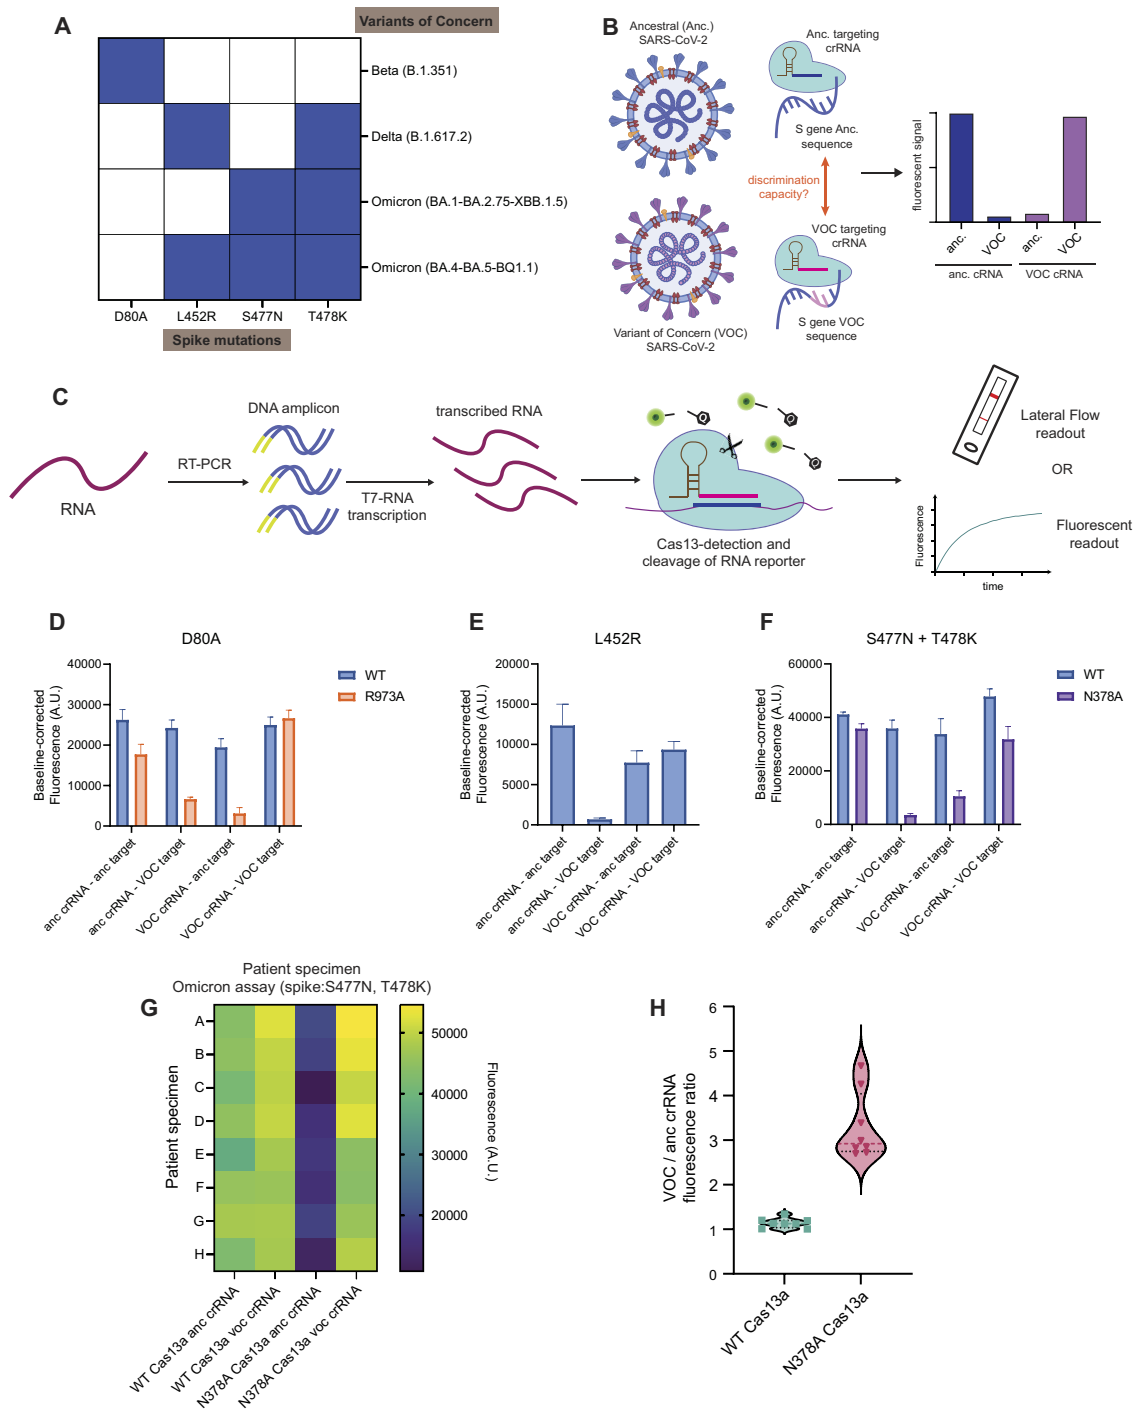 A
Variants of Concern
Beta (B.1.351)
Delta (B.1.617.2)
Omicron (BA.1-BA.2.75-XBB.1.5)
Omicron (BA.4-BA.5-BQ1.1)
D80A
L452R
S477N
T478K
Spike mutations
B
Ancestral (Anc.)
SARS-CoV-2
Anc. targeting
crRNA
S gene Anc.
sequence
discrimination
capacity?
VOC targeting
crRNA
S gene VOC
sequence
Variant of Concern (VOC)
SARS-CoV-2
fluorescent signal
anc.
VOC
anc.
VOC
anc. cRNA
VOC cRNA
C
RNA
RT-PCR
DNA amplicon
T7-RNA
transcription
transcribed RNA
Cas13-detection and
cleavage of RNA reporter
Lateral Flow
readout
OR
Fluorescence
time
Fluorescent
readout
D
D80A
Baseline-corrected
Fluorescence (A.U.)
40000
30000
20000
10000
0
WT
R973A
anc crRNA - anc target
anc crRNA - VOC target
VOC crRNA - anc target
VOC crRNA - VOC target
E
L452R
Baseline-corrected
Fluorescence (A.U.)
20000
15000
10000
5000
0
anc crRNA - anc target
anc crRNA - VOC target
VOC crRNA - anc target
VOC crRNA - VOC target
F
S477N + T478K
Baseline-corrected
Fluorescence (A.U.)
60000
40000
20000
0
WT
N378A
anc crRNA - anc target
anc crRNA - VOC target
VOC crRNA - anc target
VOC crRNA - VOC target
G
Patient specimen
Omicron assay (spike:S477N, T478K)
Patient specimen
A
B
C
D
E
F
G
H
50000
40000
30000
20000
Fluorescence (A.U.)
WT Cas13a anc crRNA
WT Cas13a voc crRNA
N378A Cas13a anc crRNA
N378A Cas13a voc crRNA
H
VOC / anc crRNA
fluorescence ratio
6
5
4
3
2
1
0
WT Cas13a
N378A Cas13a